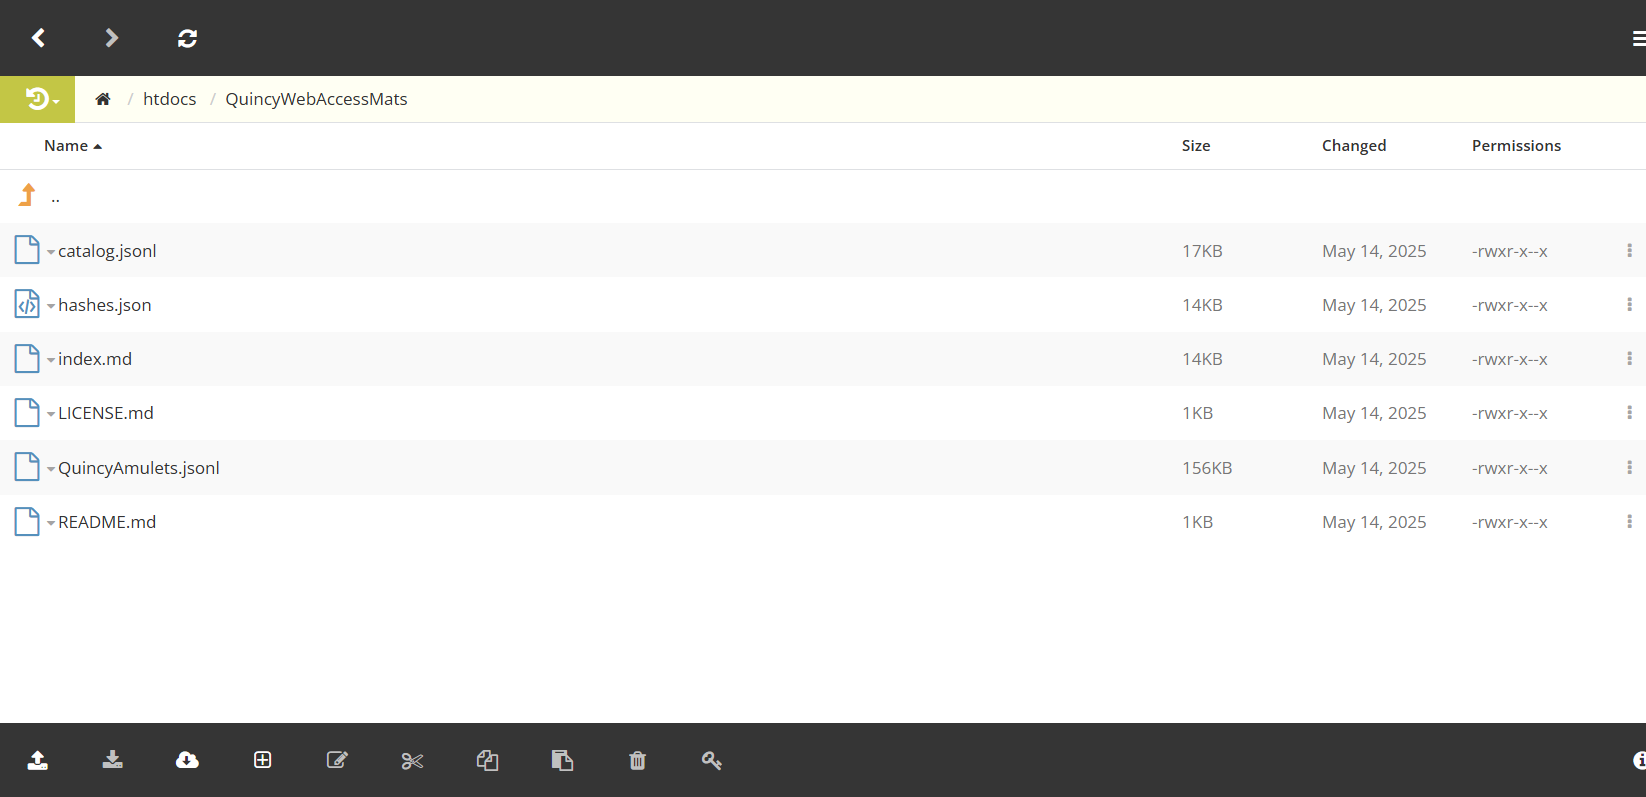 / htdocs / QuincyWebAccessMats
Name Size Changed Permissions
..
catalog.jsonl 17KB May 14, 2025 -rwxr-x--x
hashes.json 14KB May 14, 2025 -rwxr-x--x
index.md 14KB May 14, 2025 -rwxr-x--x
LICENSE.md 1KB May 14, 2025 -rwxr-x--x
QuincyAmulets.jsonl 156KB May 14, 2025 -rwxr-x--x
README.md 1KB May 14, 2025 -rwxr-x--x